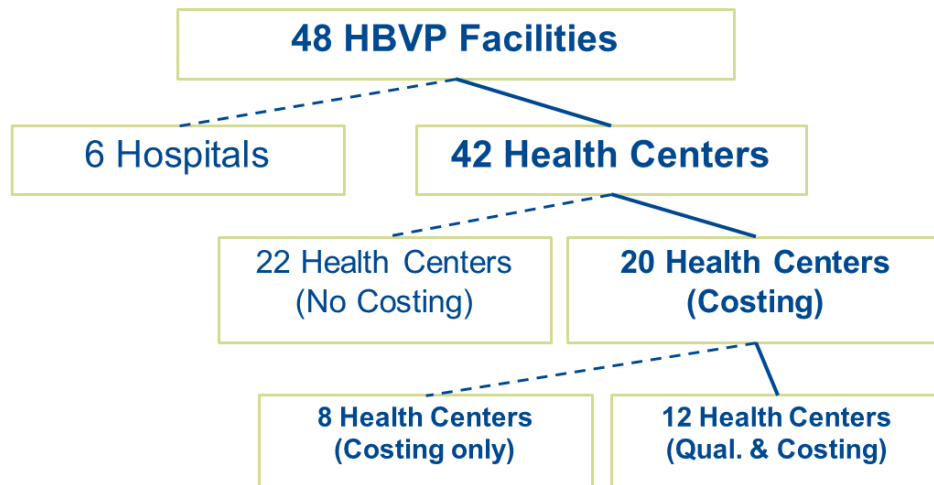 48 HBVP Facilities
6 Hospitals
42 Health Centers
22 Health Centers
(No Costing)
20 Health Centers
(Costing)
8 Health Centers
(Costing only)
12 Health Centers
(Qual. & Costing)